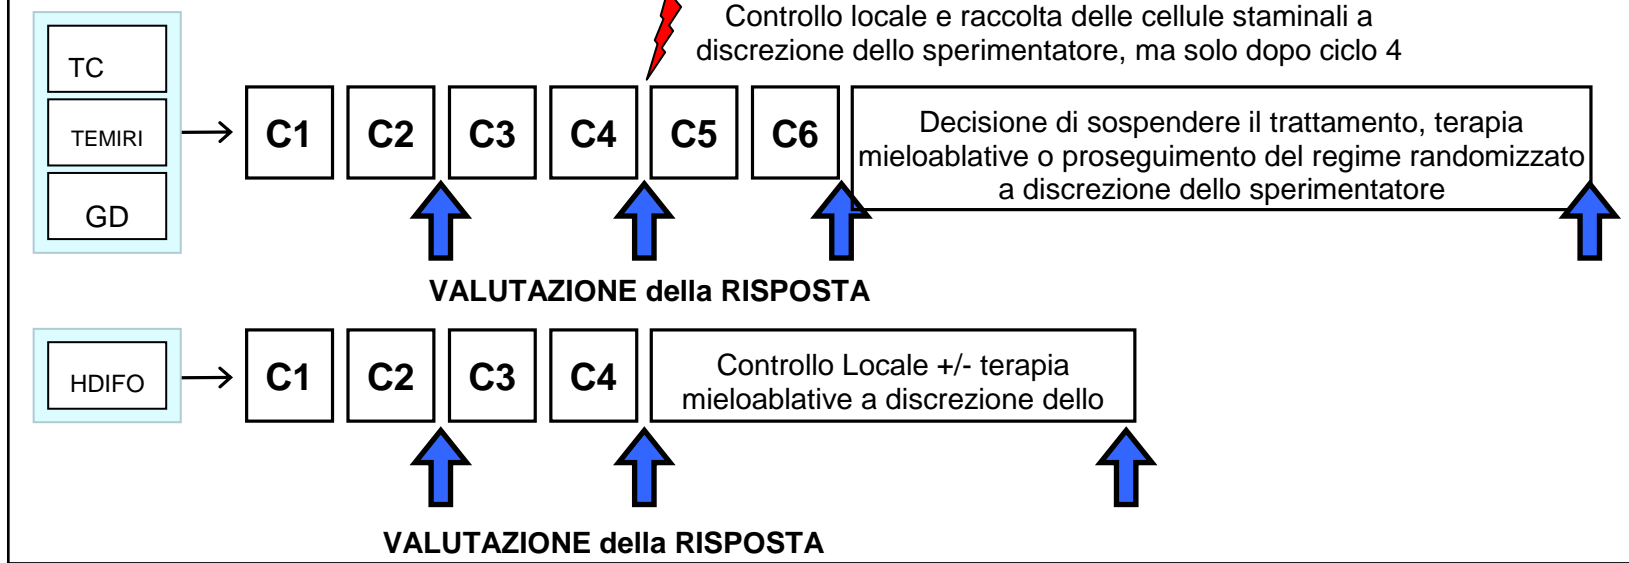 Controllo locale e raccolta delle cellule staminali a
discrezione dello sperimentatore, ma solo dopo ciclo 4
TC
TEMIRI
GD
C1 C2 C3 C4 C5 C6
Decisione di sospendere il trattamento, terapia
mieloablative o proseguimento del regime randomizzato
a discrezione dello sperimentatore
VALUTAZIONE della RISPOSTA
HDIFO
C1 C2 C3 C4
Controllo Locale +/- terapia
mieloablative a discrezione dello
VALUTAZIONE della RISPOSTA